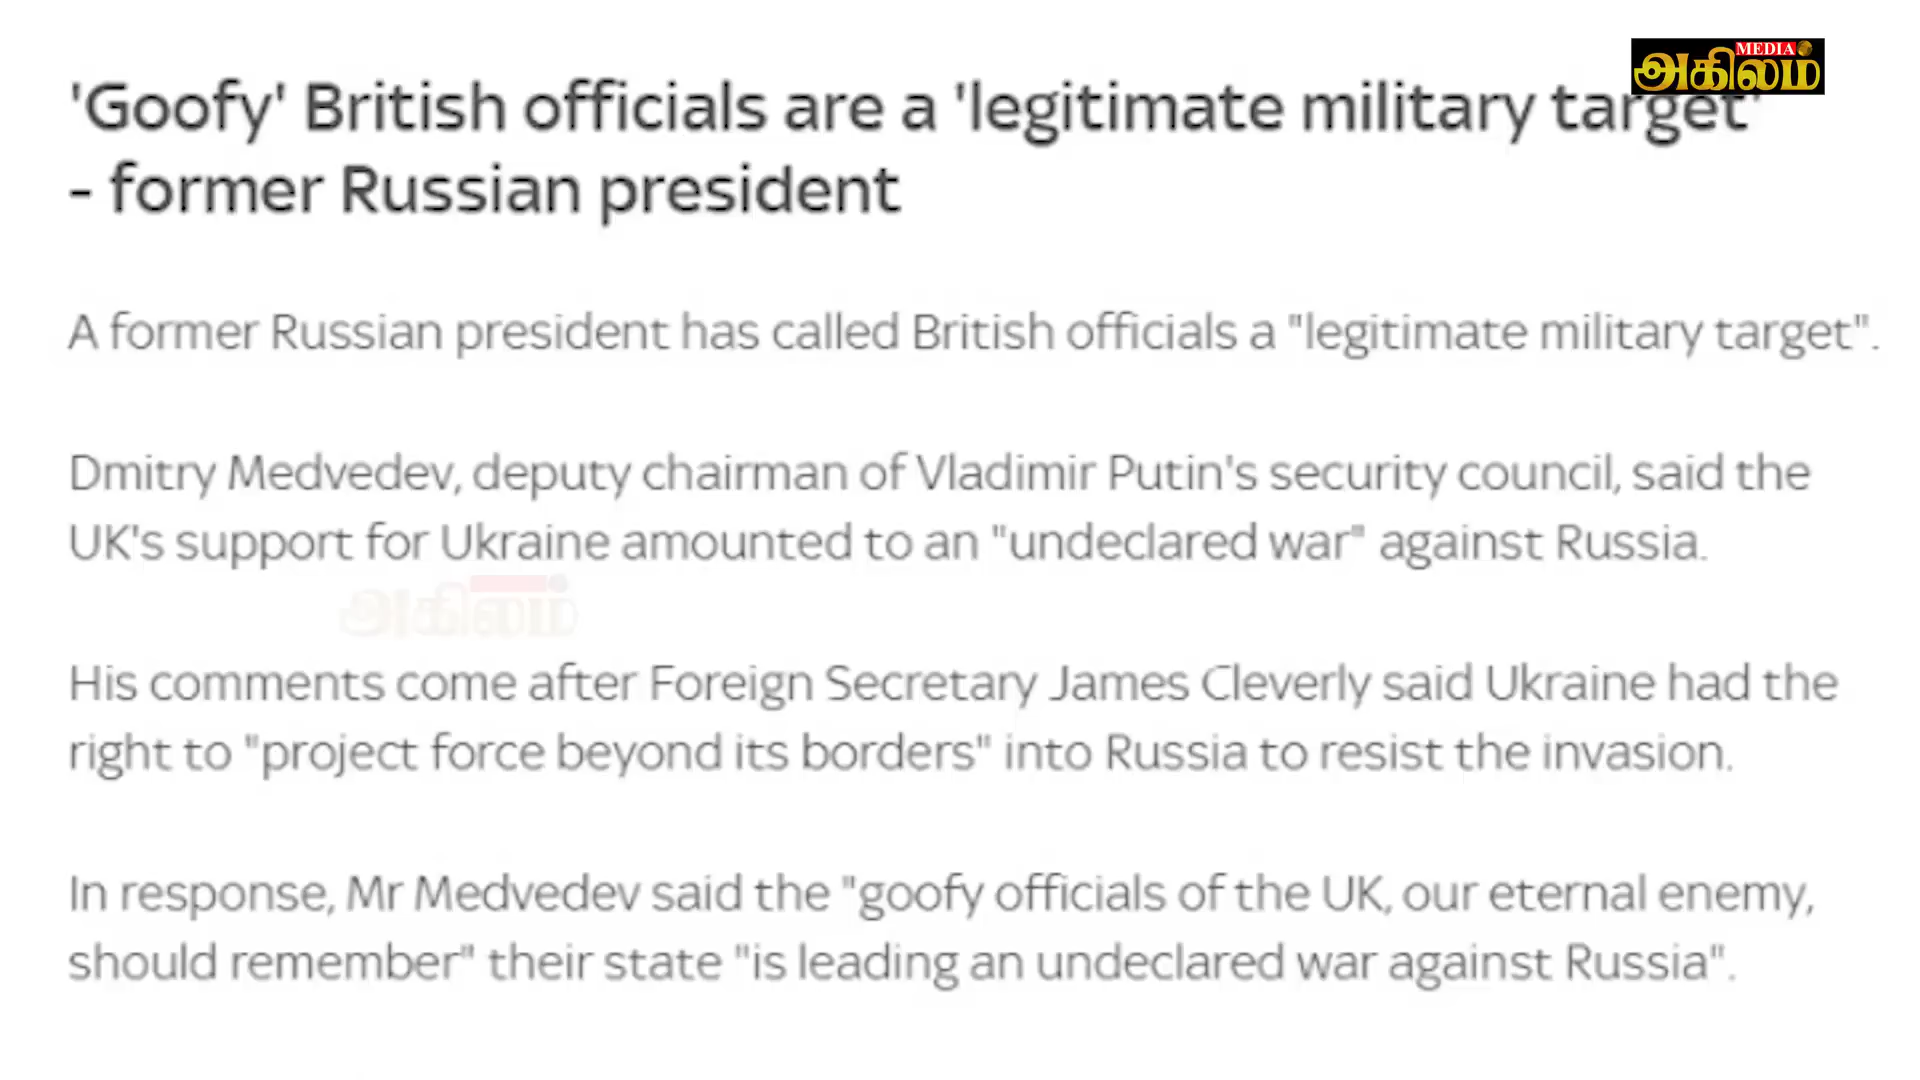 MEDIA
அகிலம்
'Goofy' British officials are a 'legitimate military target'
- former Russian president
A former Russian president has called British officials a "legitimate military target".
Dmitry Medvedev, deputy chairman of Vladimir Putin's security council, said the
UK's support for Ukraine amounted to an "undeclared war" against Russia.
அகிலம்
His comments come after Foreign Secretary James Cleverly said Ukraine had the
right to "project force beyond its borders" into Russia to resist the invasion.
In response, Mr Medvedev said the "goofy officials of the UK, our eternal enemy,
should remember" their state "is leading an undeclared war against Russia".